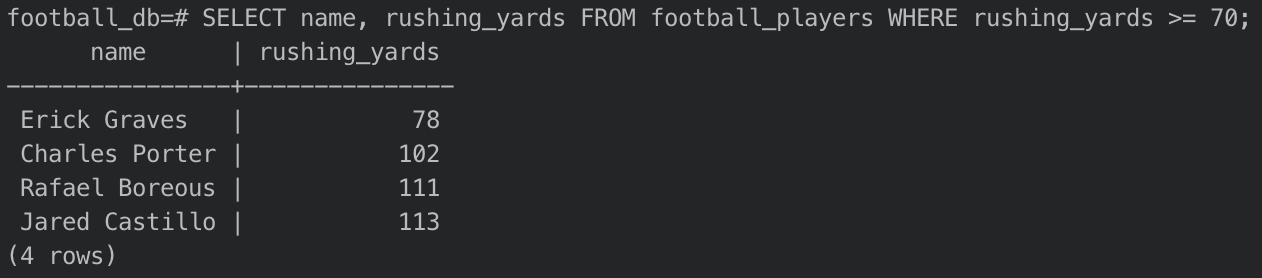 football_db=# SELECT name, rushing_yards FROM football_players WHERE rushing_yards >= 70;
      name      | rushing_yards
----------------+---------------
 Erick Graves   |            78
 Charles Porter |           102
 Rafael Boreous |           111
 Jared Castillo |           113
(4 rows)